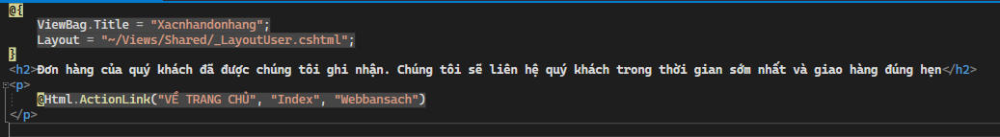 @{
    ViewBag.Title = "Xacnhandonhang";
    Layout = "~/Views/Shared/_LayoutUser.cshtml";
}
<h2>Đơn hàng của quý khách đã được chúng tôi ghi nhận. Chúng tôi sẽ liên hệ quý khách trong thời gian sớm nhất và giao hàng đúng hẹn</h2>
<p>
    @Html.ActionLink("VỀ TRANG CHỦ", "Index", "Webbansach")
</p>